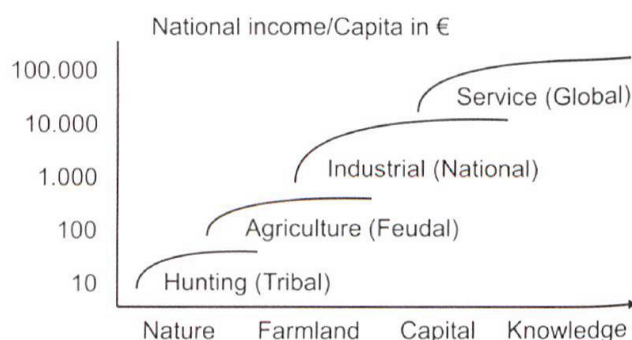 National income/Capita in €
100.000
Service (Global)
10.000
Industrial (National)
1.000
100
Agriculture (Feudal)
10
Hunting (Tribal)
Nature Farmland Capital Knowledge